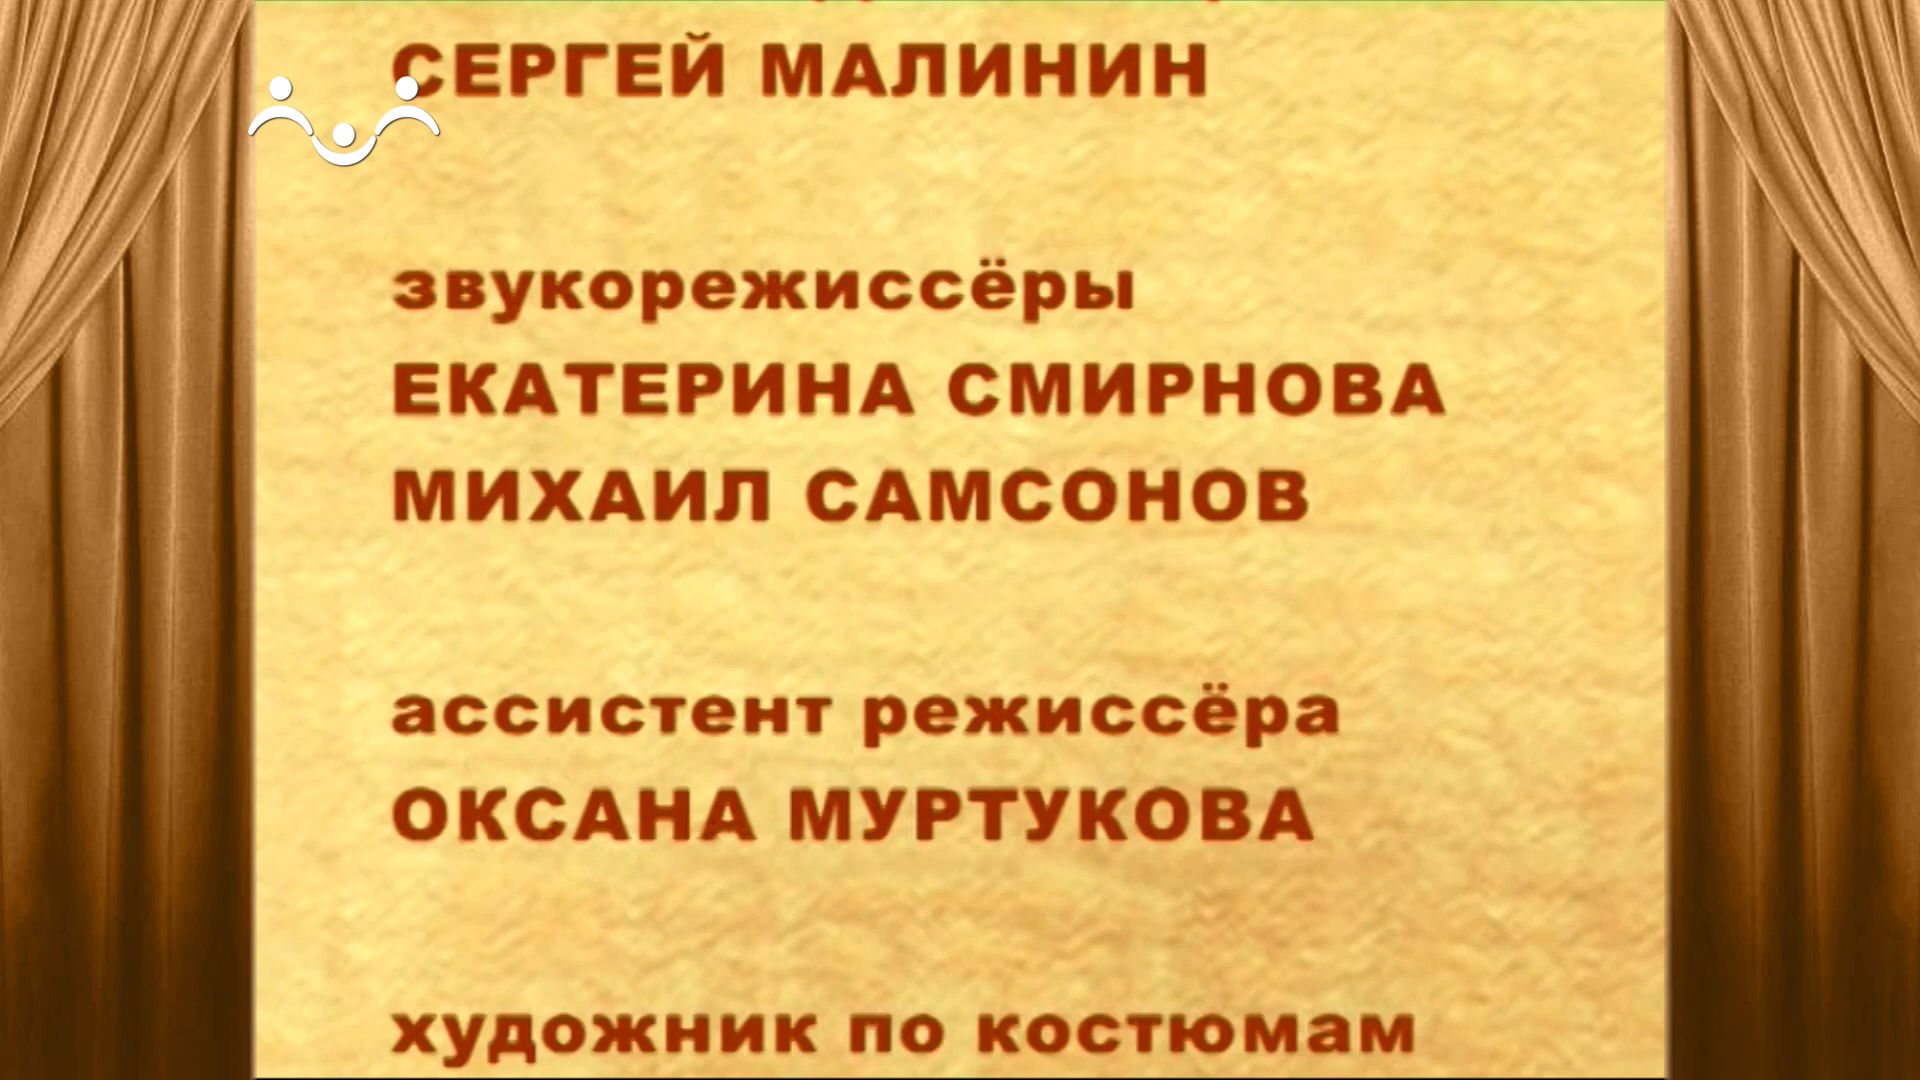 СЕРГЕЙ МАЛИНИН
звукорежиссёры
ЕКАТЕРИНА СМИРНОВА
МИХАИЛ САМСОНОВ
ассистент режиссёра
ОКСАНА МУРТУКОВА
художник по костюмам